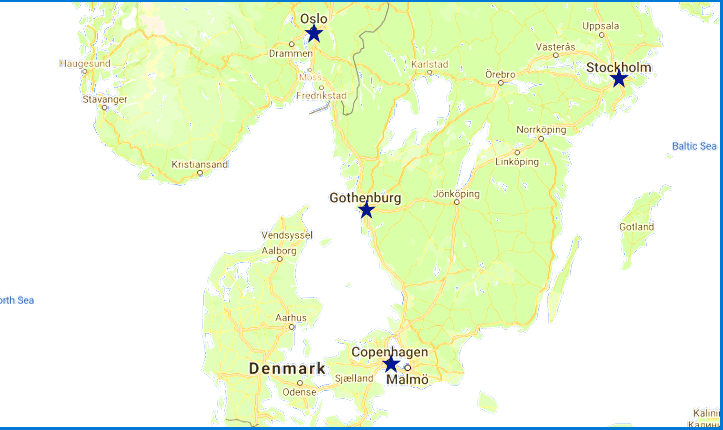 Oslo
Uppsala
Drammen
Västerås
Haugesund
Karlstad
Stockholm
Moss
Örebro
Fredrikstad
Stavanger
Norrköping
Baltic Sea
Linköping
Kristiansand
Gothenburg
Jönköping
Gotland
Vendsyssel
Aalborg
orth Sea
Aarhus
Copenhagen
Denmark
Sjælland
Malmö
Odense
Kalinin
Калини